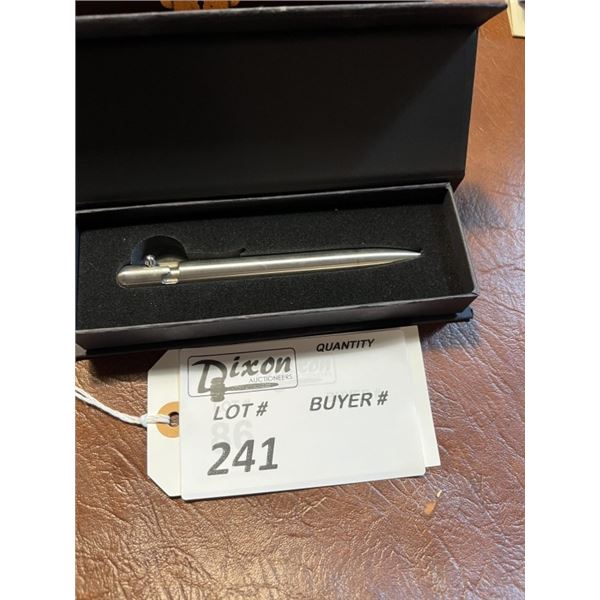 QUANTITY
Dixon
AUCTIONEERS
LOT # BUYER #
86
241